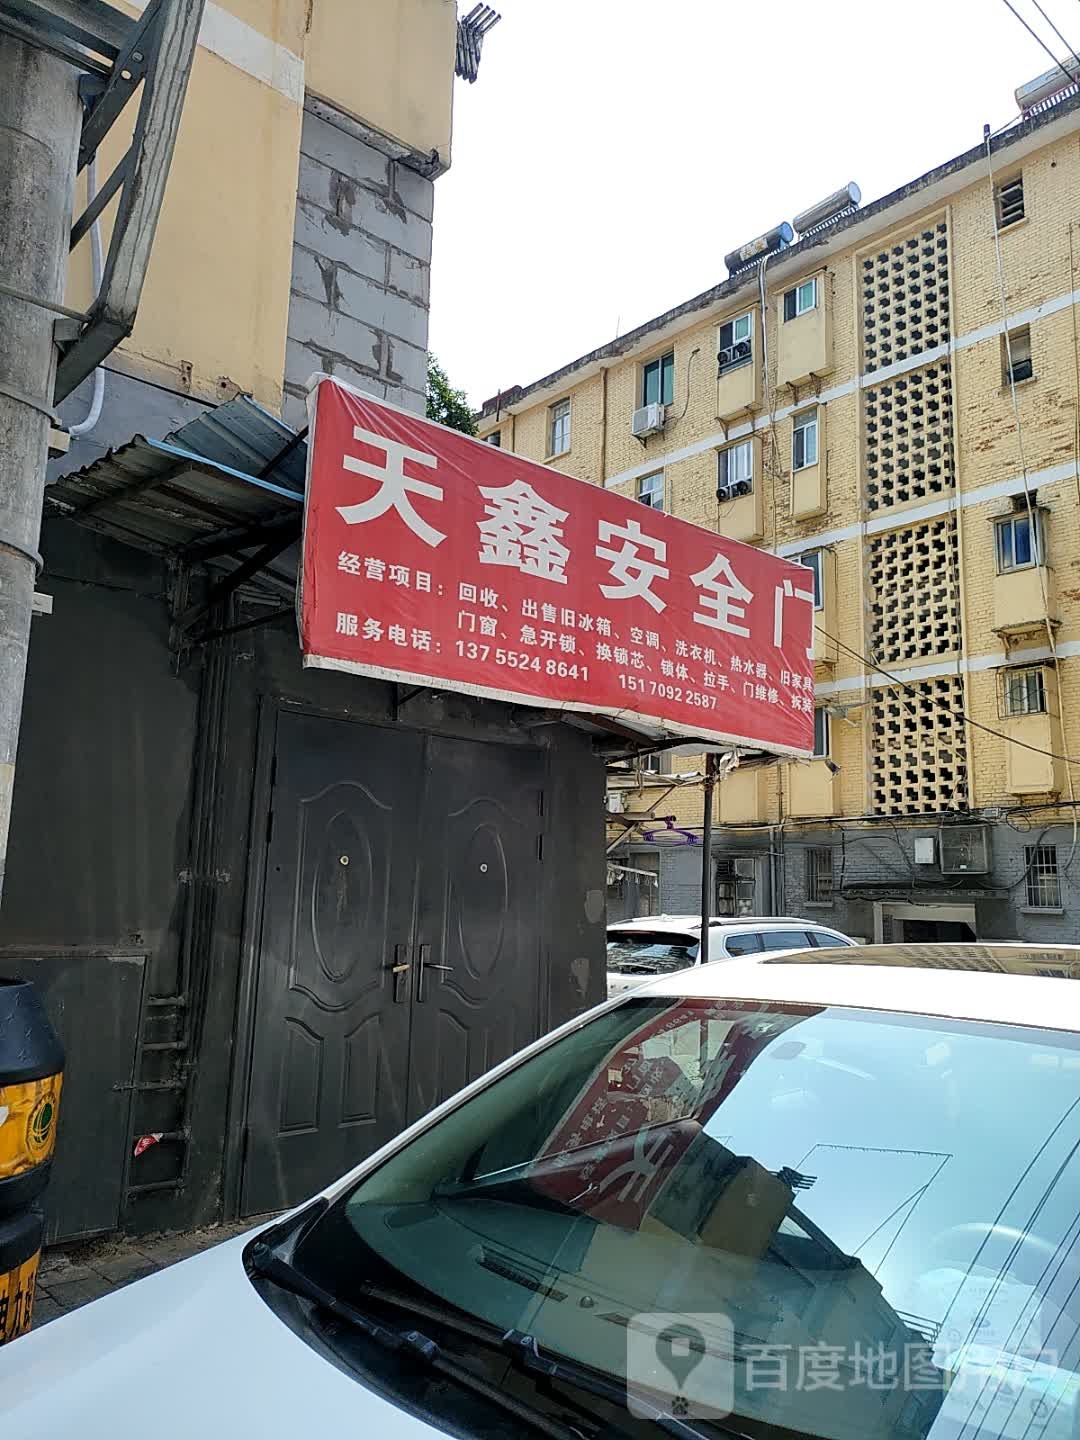 天鑫安全门
经营项目：回收、出售旧冰箱、空调、洗衣机、热水器、旧家具
门窗、急开锁、换锁芯、锁体、拉手、门维修、拆装
服务电话：137 5524 8641 151 7092 2587
电力
百度地图